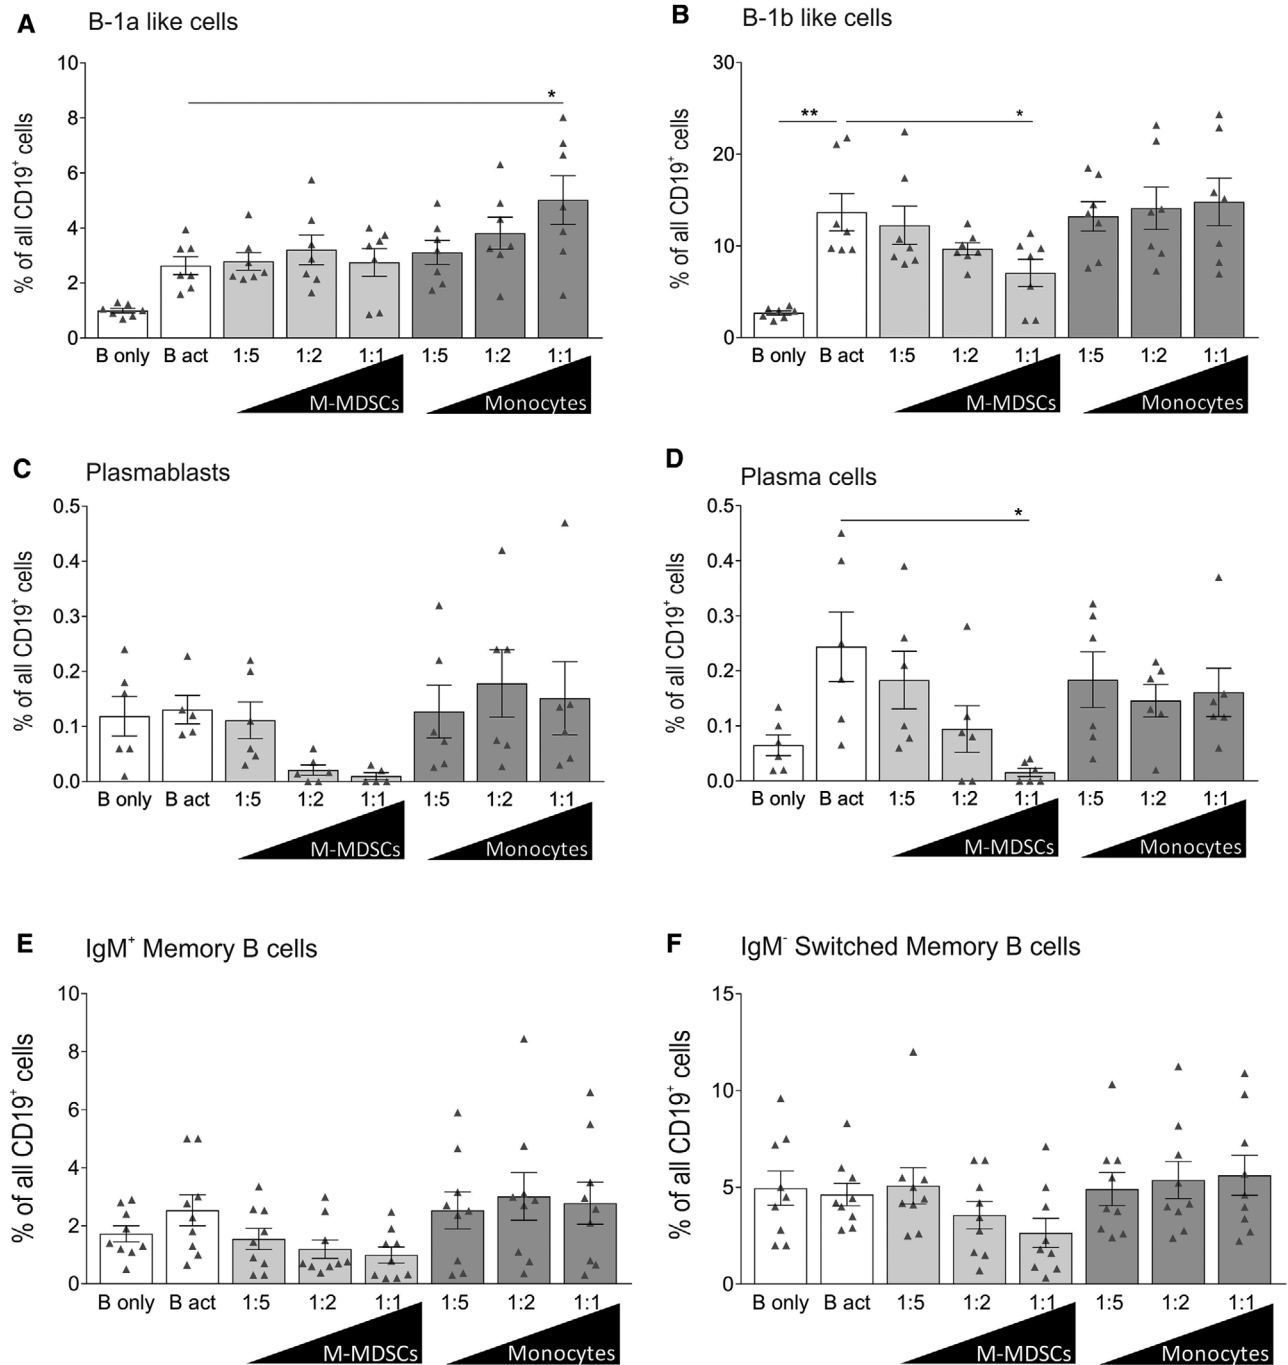 A B-1a like cells
% of all CD19⁺ cells
10
8
6
4
2
0
*
B only B act 1:5 1:2 1:1 1:5 1:2 1:1
M-MDSCs Monocytes
B B-1b like cells
% of all CD19⁺ cells
30
20
10
0
** *
B only B act 1:5 1:2 1:1 1:5 1:2 1:1
M-MDSCs Monocytes
C Plasmablasts
% of all CD19⁺ cells
0.5
0.4
0.3
0.2
0.1
0.0
B only B act 1:5 1:2 1:1 1:5 1:2 1:1
M-MDSCs Monocytes
D Plasma cells
% of all CD19⁺ cells
0.5
0.4
0.3
0.2
0.1
0.0
*
B only B act 1:5 1:2 1:1 1:5 1:2 1:1
M-MDSCs Monocytes
E IgM⁺ Memory B cells
% of all CD19⁺ cells
10
8
6
4
2
0
B only B act 1:5 1:2 1:1 1:5 1:2 1:1
M-MDSCs Monocytes
F IgM⁻ Switched Memory B cells
% of all CD19⁺ cells
15
10
5
0
B only B act 1:5 1:2 1:1 1:5 1:2 1:1
M-MDSCs Monocytes